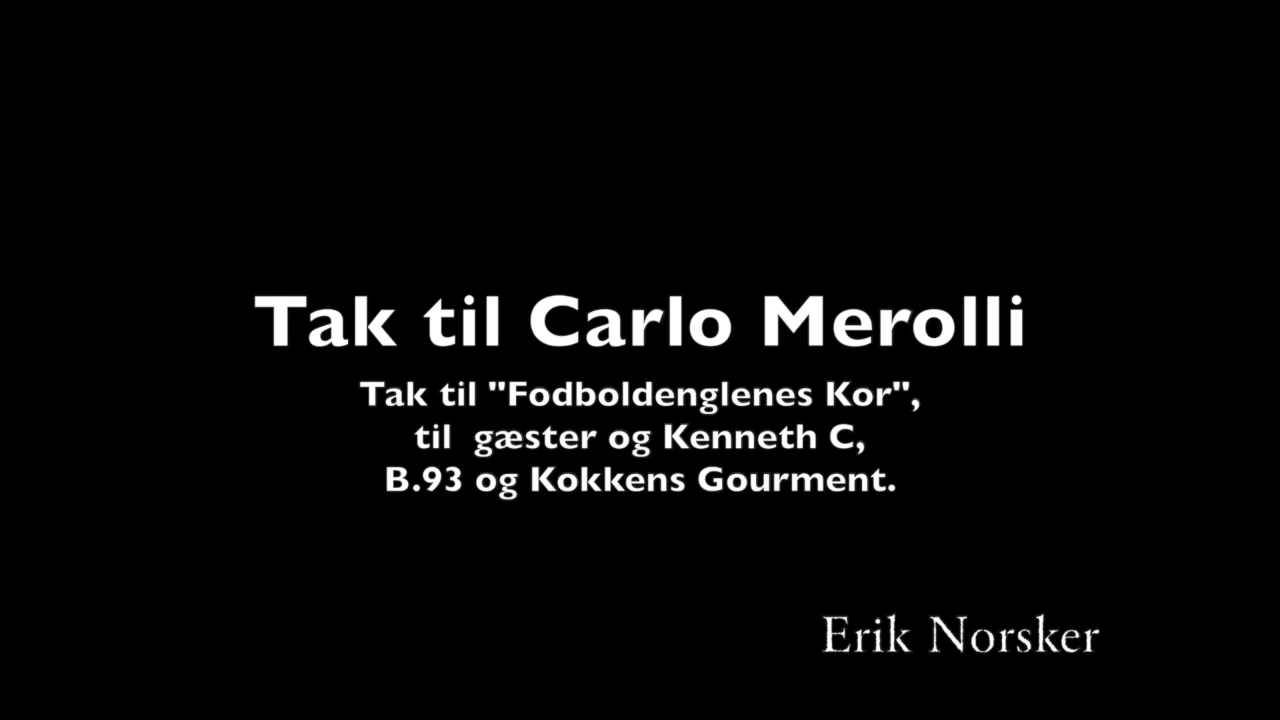 Tak til Carlo Merolli
Tak til "Fodboldenglenes Kor",
til  gæster og Kenneth C,
B.93 og Kokkens Gourment.
Erik Norsker